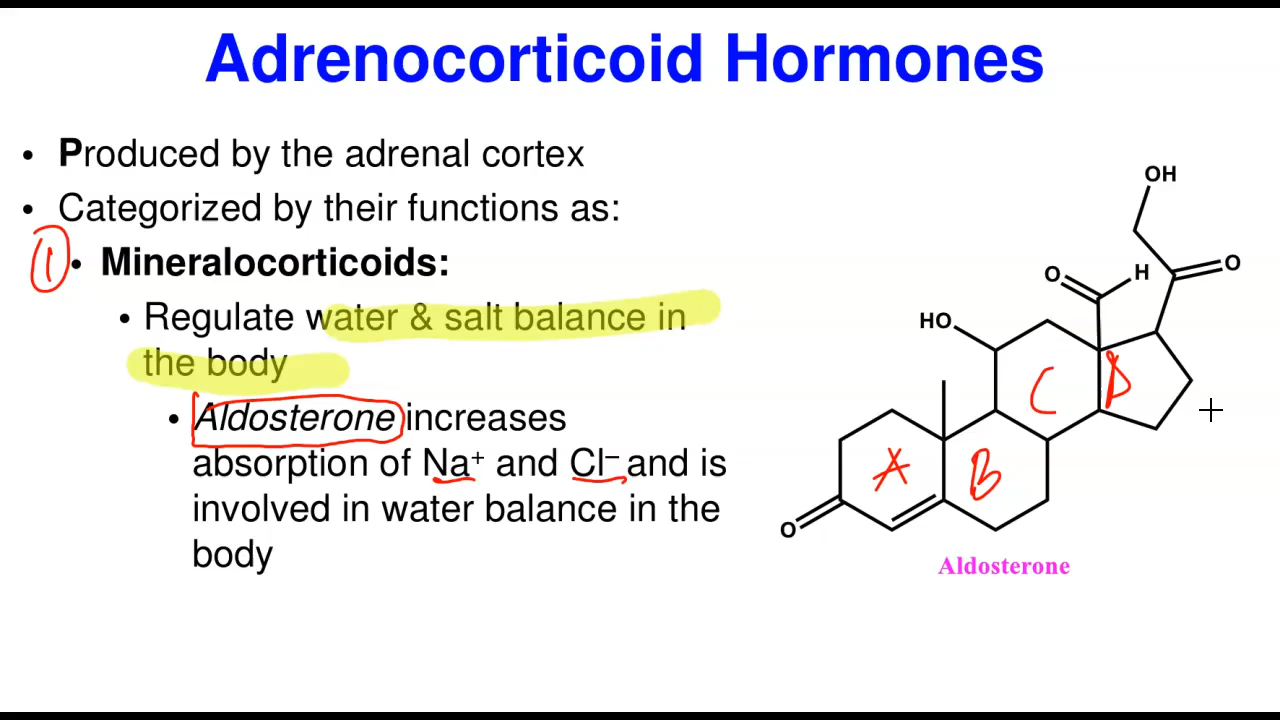 Adrenocorticoid Hormones
• Produced by the adrenal cortex
• Categorized by their functions as:
1
• Mineralocorticoids:
• Regulate water & salt balance in
the body
• Aldosterone increases
absorption of Na⁺ and Cl⁻ and is
involved in water balance in the
body
OH
O
H
O
HO
C
D
A
B
O
Aldosterone